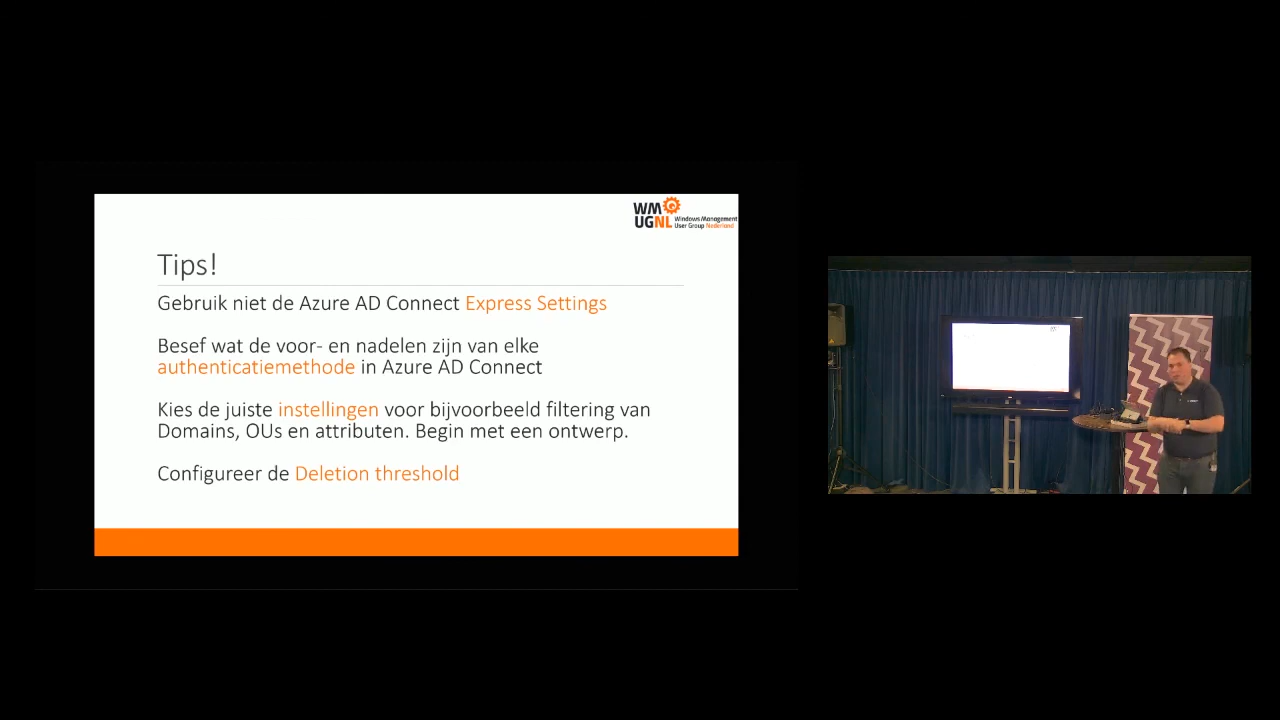 WM
UGNL
Windows Management
User Group Nederland
Tips!
Gebruik niet de Azure AD Connect Express Settings
Besef wat de voor- en nadelen zijn van elke
authenticatiemethode in Azure AD Connect
Kies de juiste instellingen voor bijvoorbeeld filtering van
Domains, OUs en attributen. Begin met een ontwerp.
Configureer de Deletion threshold